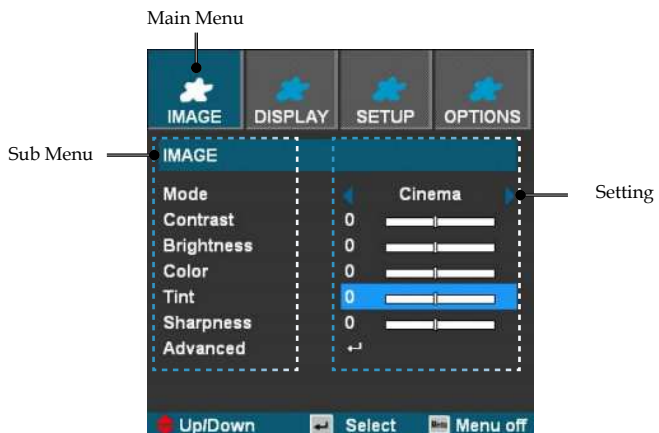 Main Menu
IMAGE DISPLAY SETUP OPTIONS
Sub Menu
IMAGE
Setting
Mode Cinema
Contrast 0
Brightness 0
Color 0
Tint 0
Sharpness 0
Advanced
Up/Down Select Menu Menu off